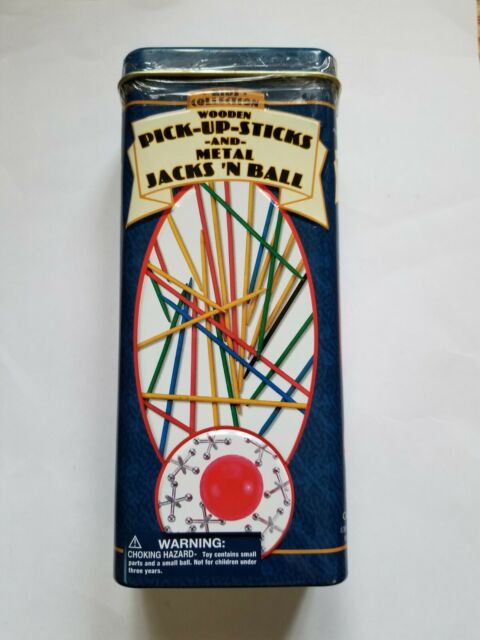 COLLECTION
WOODEN
PICK-UP-STICKS
-AND-
METAL
JACKS 'N BALL
WARNING:
CHOKING HAZARD- Toy contains small
parts and a small ball. Not for children under
three years.